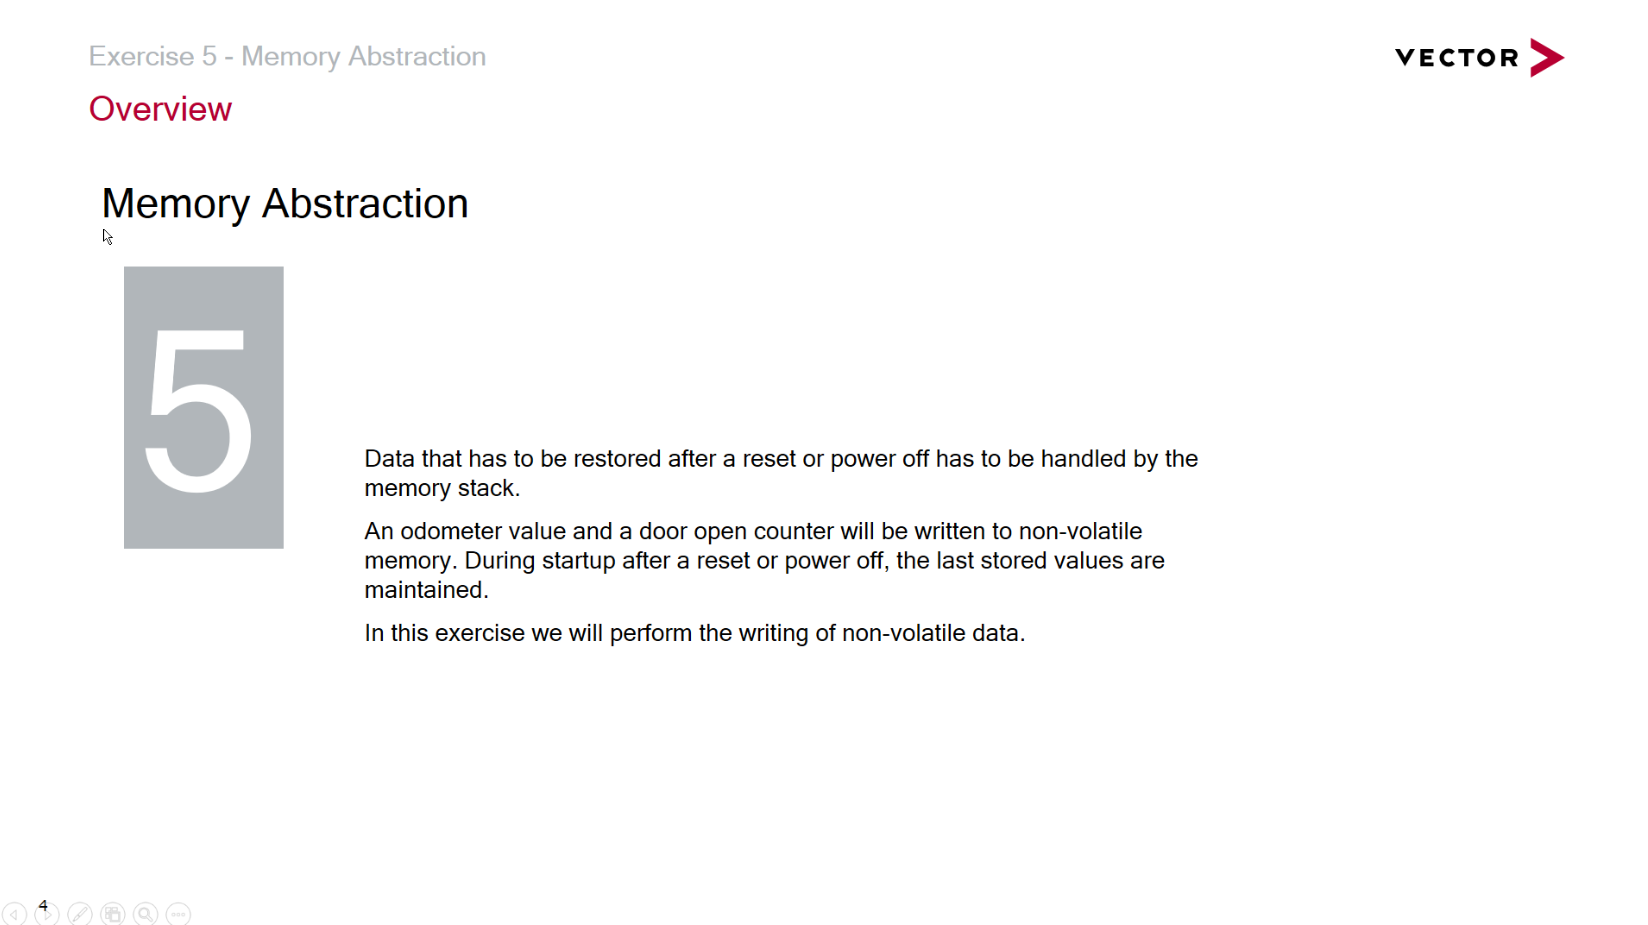 Exercise 5 - Memory Abstraction
VECTOR
Overview
Memory Abstraction
5
Data that has to be restored after a reset or power off has to be handled by the
memory stack.
An odometer value and a door open counter will be written to non-volatile
memory. During startup after a reset or power off, the last stored values are
maintained.
In this exercise we will perform the writing of non-volatile data.
4